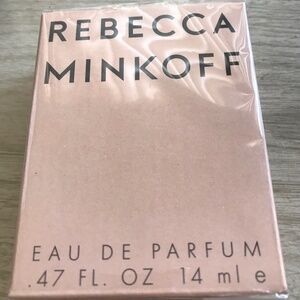 REBECCA
MINKOFF
EAU DE PARFUM
.47 FL. OZ 14 ml e